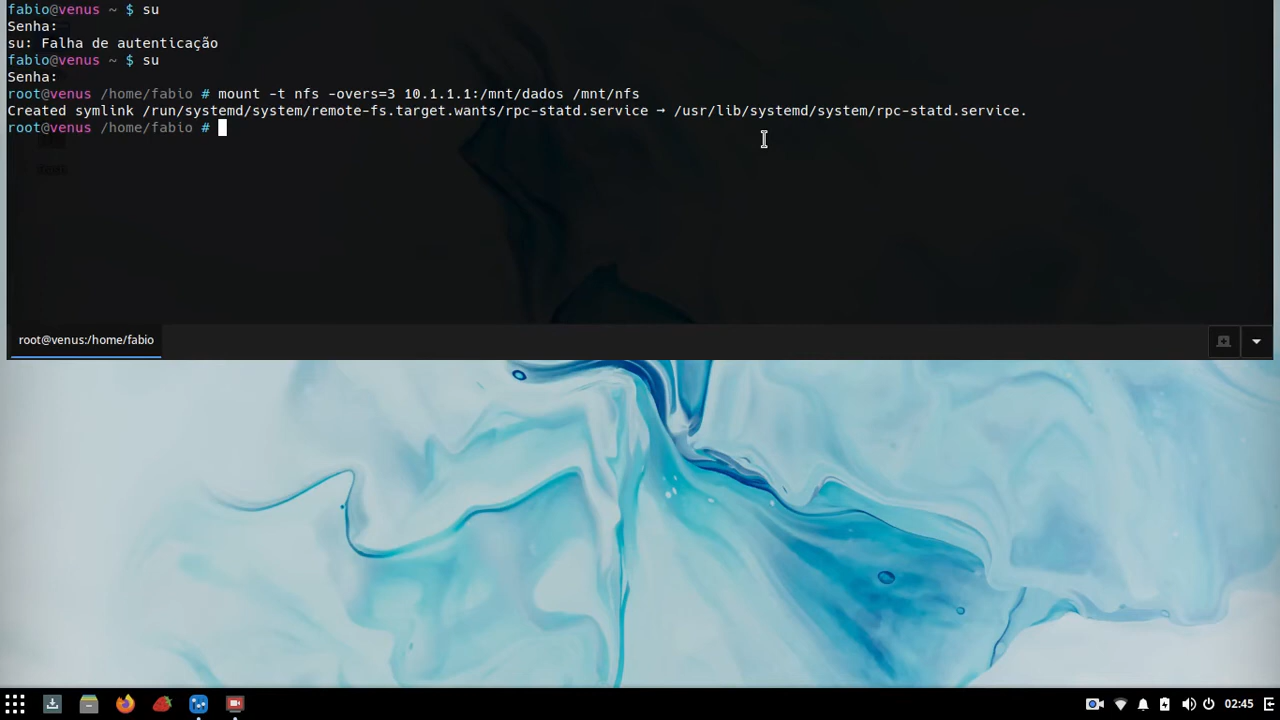 fabio@venus ~ $ su
Senha:
su: Falha de autenticação
fabio@venus ~ $ su
Senha:
root@venus /home/fabio # mount -t nfs -overs=3 10.1.1.1:/mnt/dados /mnt/nfs
Created symlink /run/systemd/system/remote-fs.target.wants/rpc-statd.service → /usr/lib/systemd/system/rpc-statd.service.
root@venus /home/fabio #
root@venus:/home/fabio
02:45